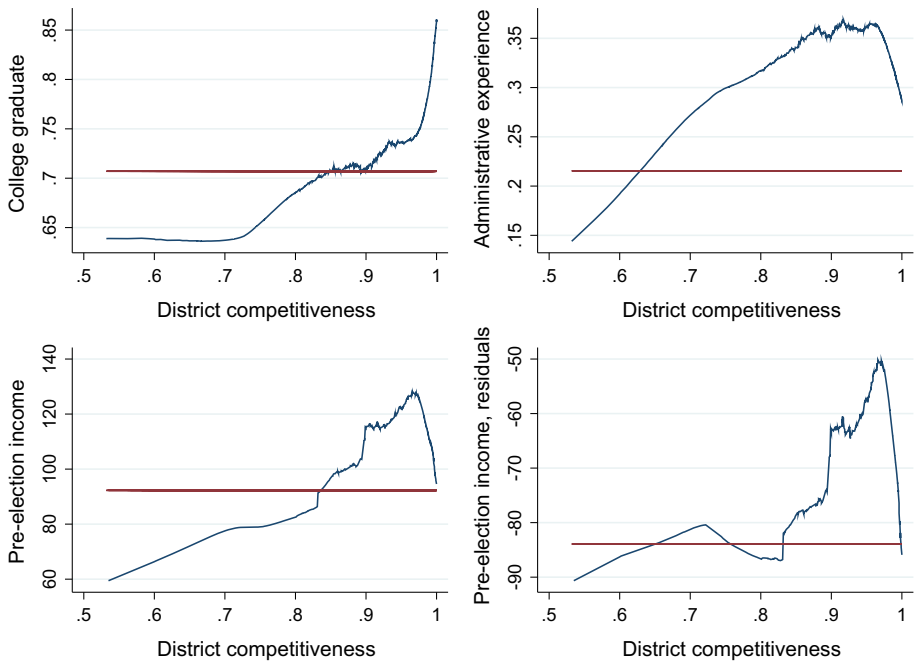 College graduate
.85
.8
.75
.7
.65
.5 .6 .7 .8 .9 1
District competitiveness
Administrative experience
.35
.3
.25
.2
.15
.5 .6 .7 .8 .9 1
District competitiveness
Pre-election income
140
120
100
80
60
.5 .6 .7 .8 .9 1
District competitiveness
Pre-election income, residuals
-50
-60
-70
-80
-90
.5 .6 .7 .8 .9 1
District competitiveness